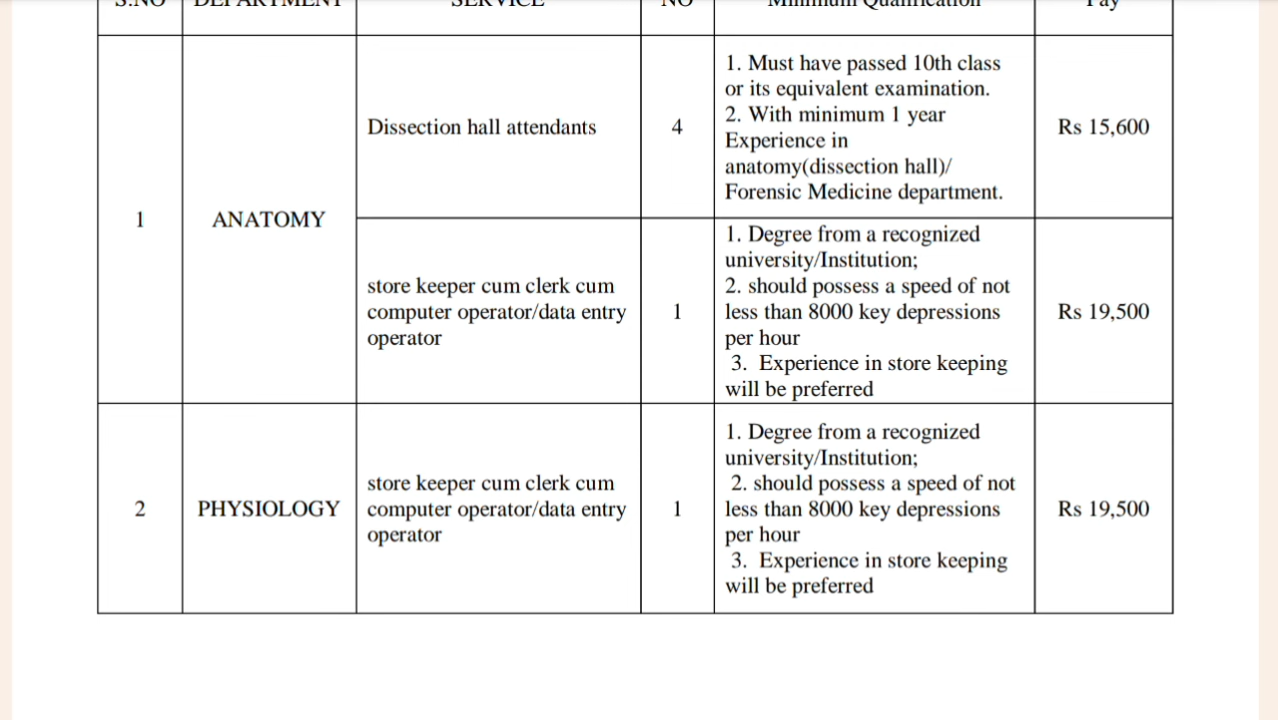 S.NO DEPARTMENT SERVICE NO Minimum Qualification Pay
1. Must have passed 10th class
or its equivalent examination.
2. With minimum 1 year
Dissection hall attendants 4 Rs 15,600
Experience in
anatomy(dissection hall)/
Forensic Medicine department.
1 ANATOMY
1. Degree from a recognized
university/Institution;
store keeper cum clerk cum
computer operator/data entry
operator
1
2. should possess a speed of not
less than 8000 key depressions
per hour
3. Experience in store keeping
will be preferred
Rs 19,500
2 PHYSIOLOGY
store keeper cum clerk cum
computer operator/data entry
operator
1
1. Degree from a recognized
university/Institution;
2. should possess a speed of not
less than 8000 key depressions
per hour
3. Experience in store keeping
will be preferred
Rs 19,500